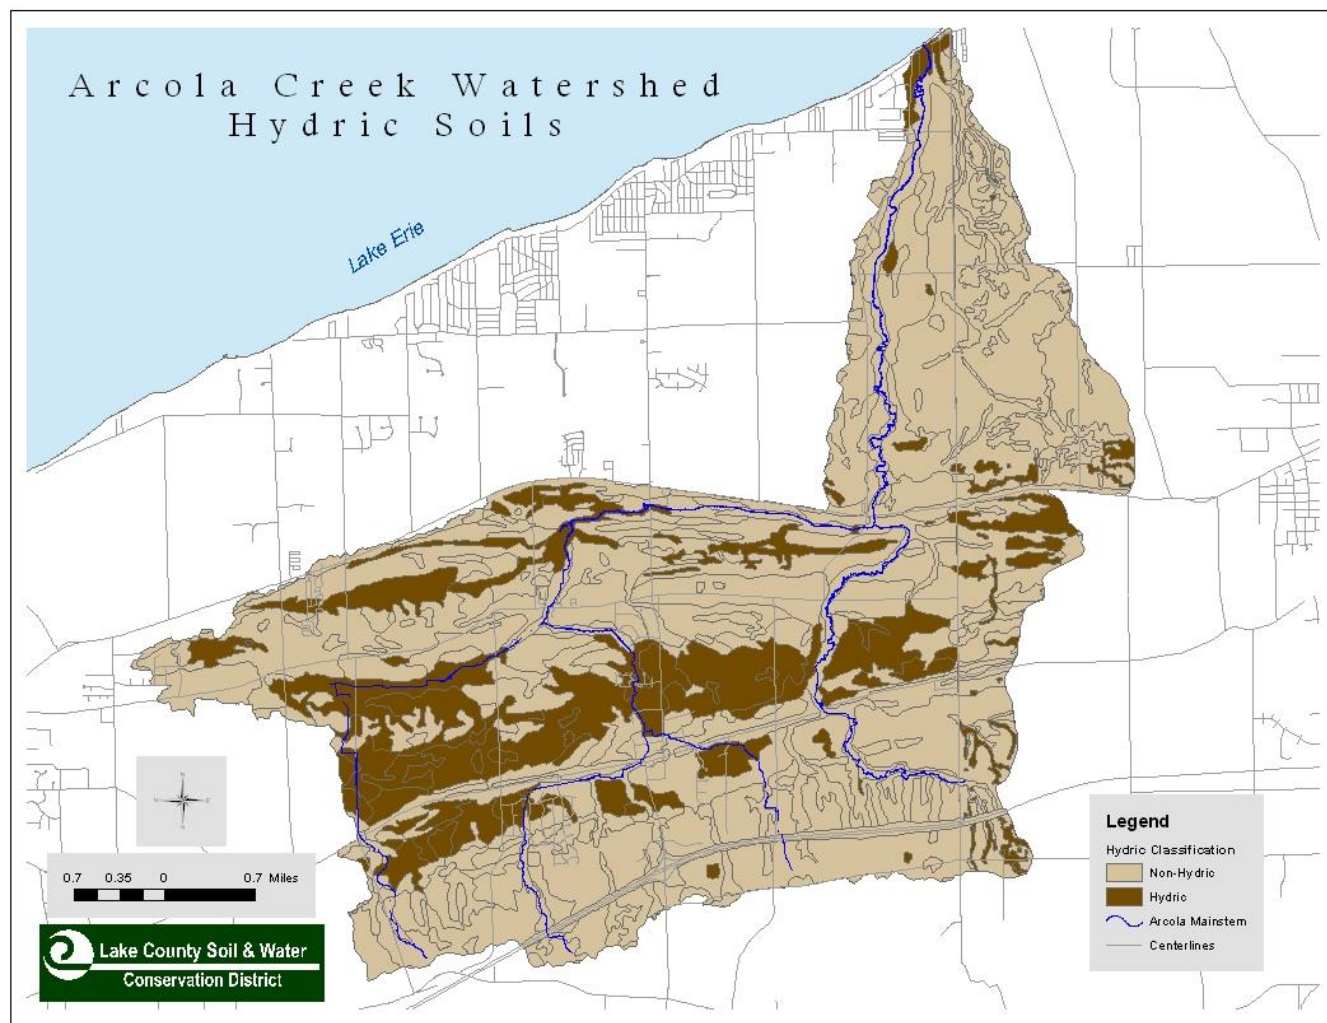 Arcola Creek Watershed
Hydric Soils
Lake Erie
0.7 0.35 0 0.7 Miles
Lake County Soil & Water
Conservation District
Legend
Hydric Classification
Non-Hydric
Hydric
Arcola Mainstem
Centerlines